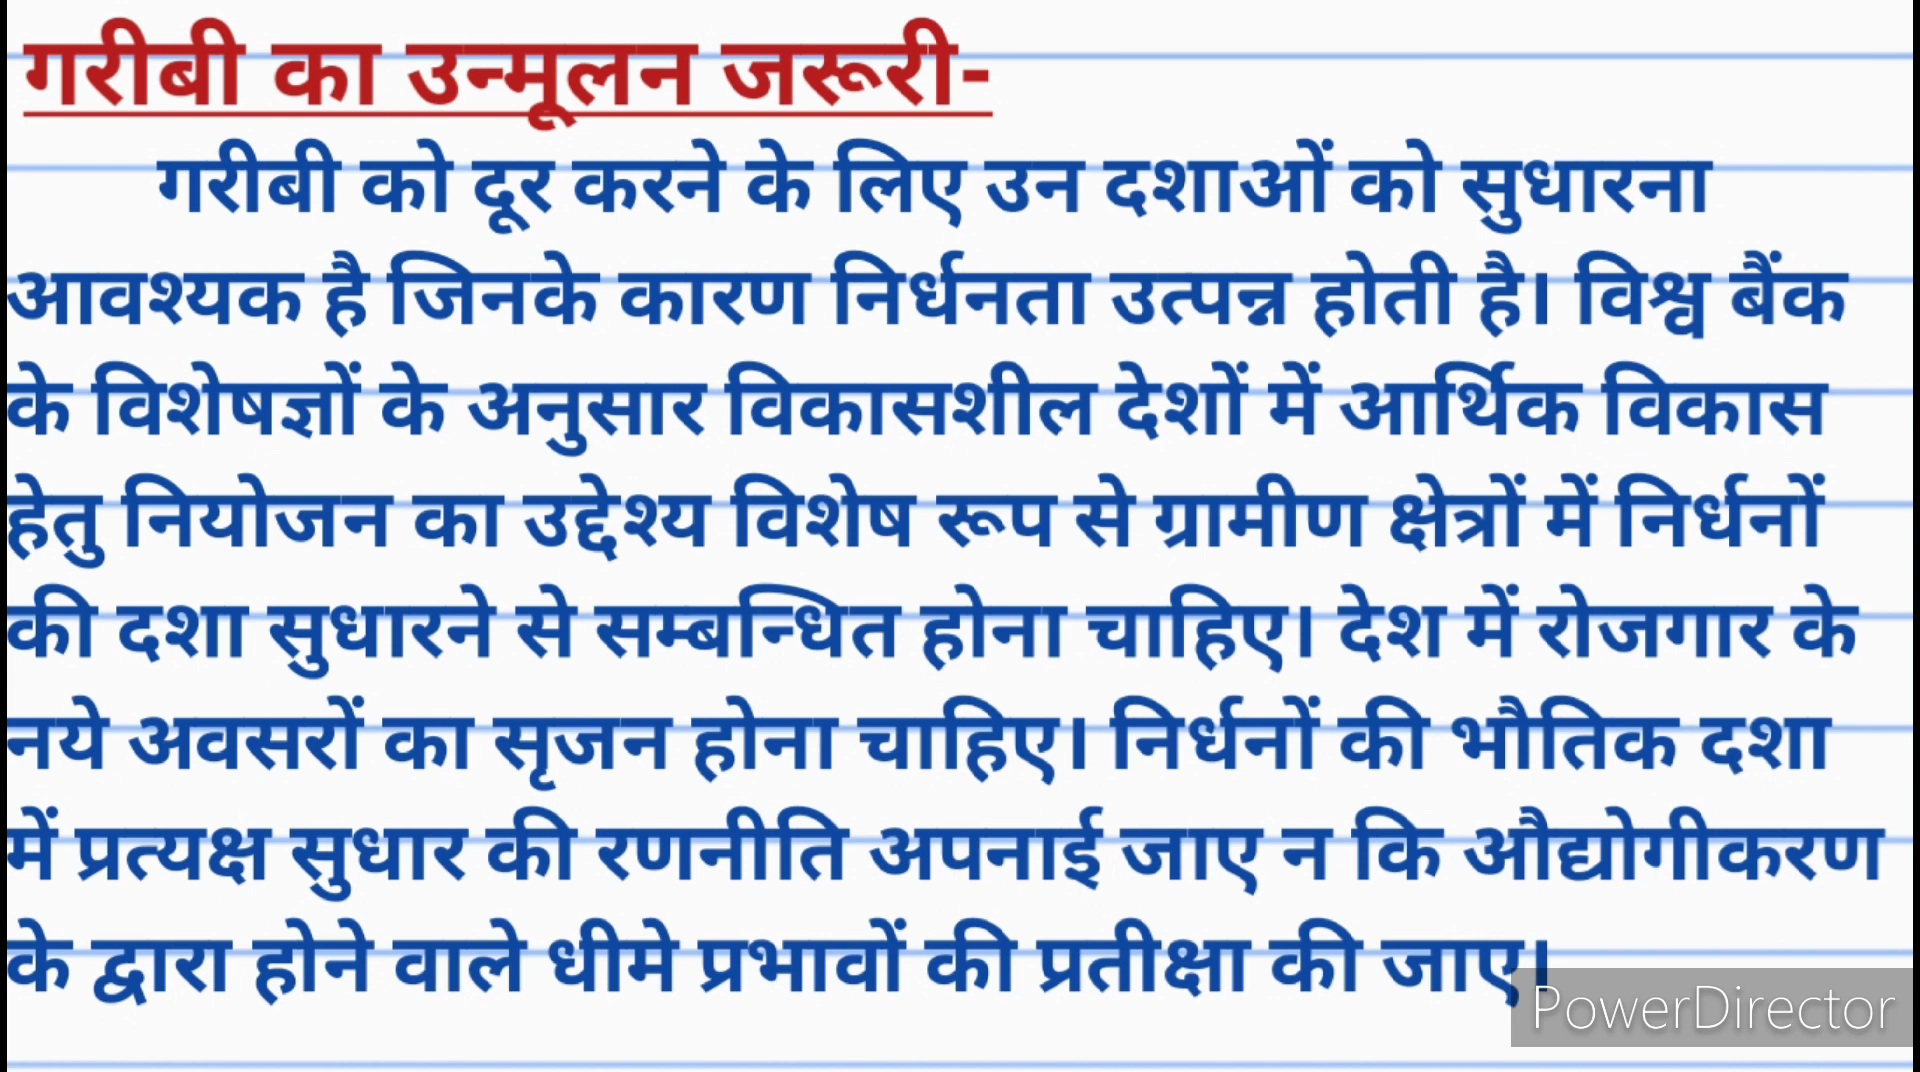 गरीबी का उन्मूलन जरूरी-
गरीबी को दूर करने के लिए उन दशाओं को सुधारना
आवश्यक है जिनके कारण निर्धनता उत्पन्न होती है। विश्व बैंक
के विशेषज्ञों के अनुसार विकासशील देशों में आर्थिक विकास
हेतु नियोजन का उद्देश्य विशेष रूप से ग्रामीण क्षेत्रों में निर्धनों
की दशा सुधारने से सम्बन्धित होना चाहिए। देश में रोजगार के
नये अवसरों का सृजन होना चाहिए। निर्धनों की भौतिक दशा
में प्रत्यक्ष सुधार की रणनीति अपनाई जाए न कि औद्योगीकरण
के द्वारा होने वाले धीमे प्रभावों की प्रतीक्षा की जाए।
PowerDirector